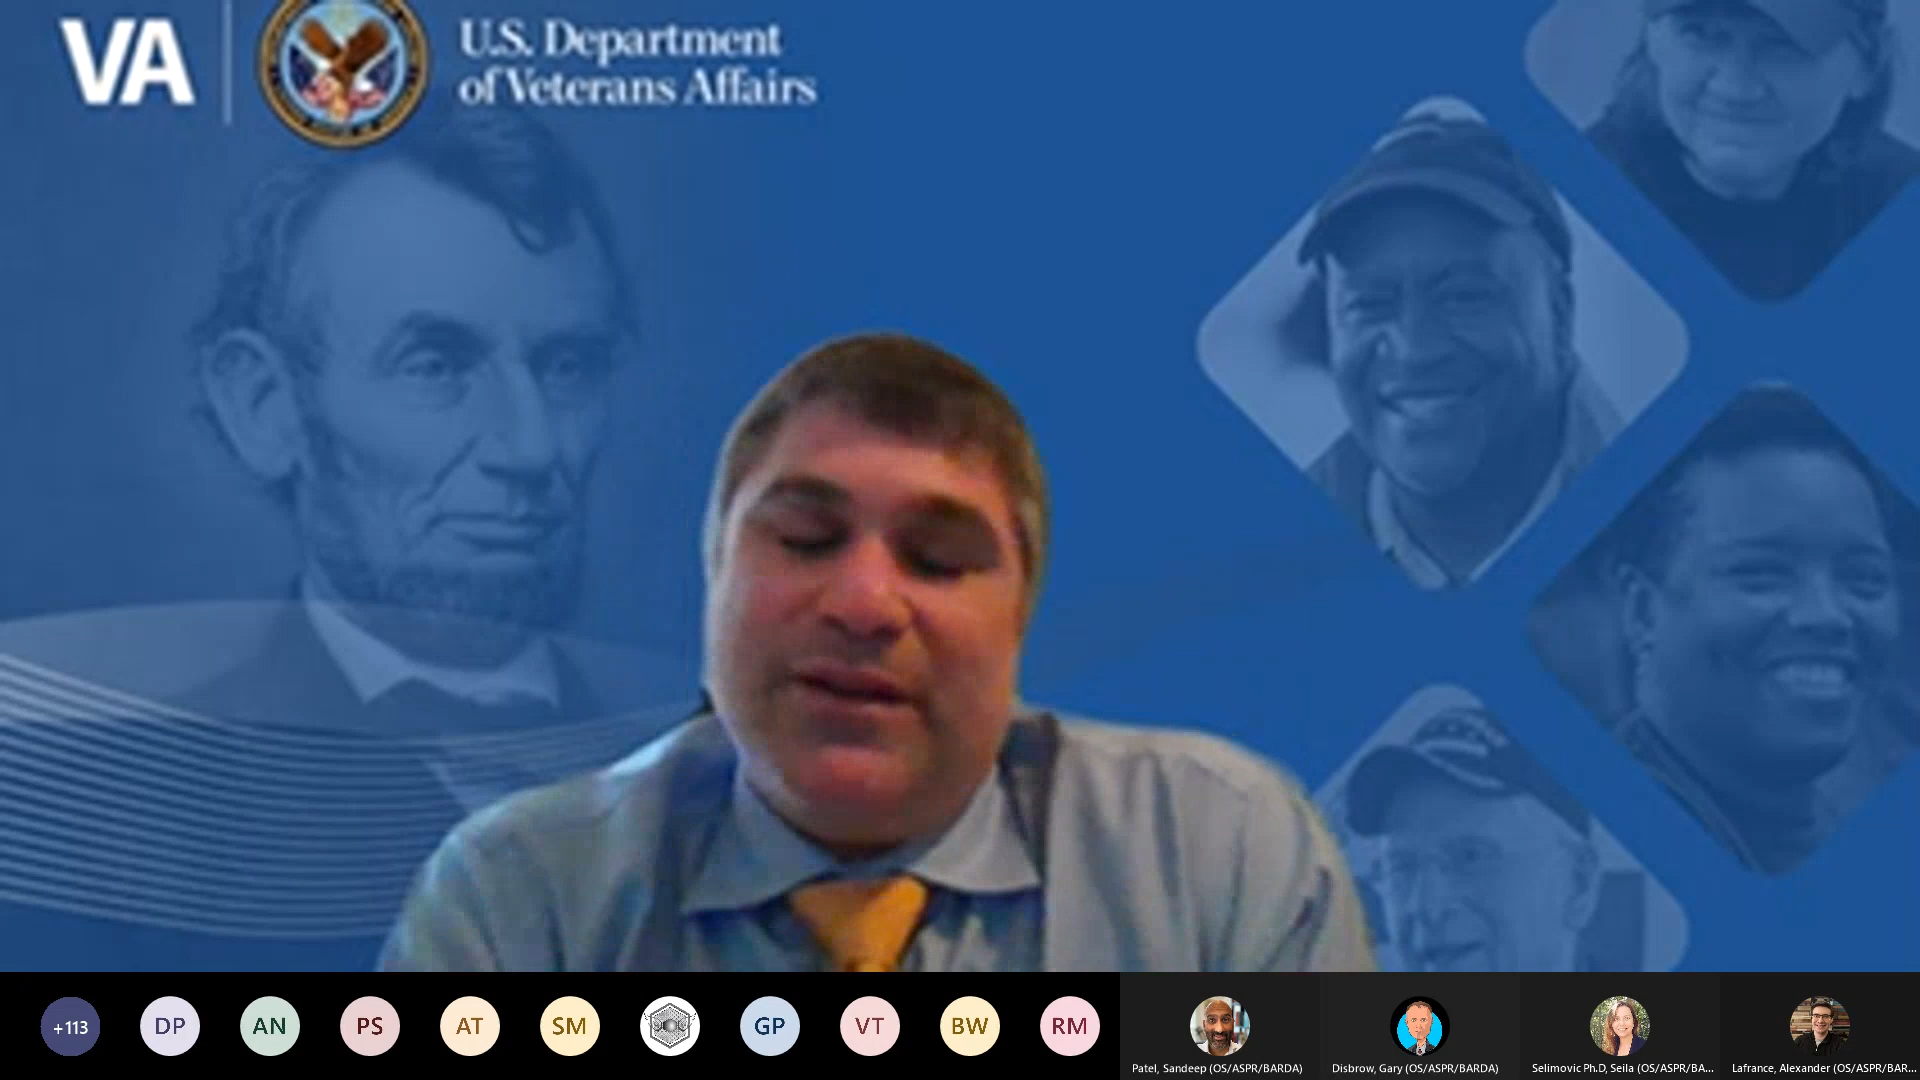 VA
U.S. Department
of Veterans Affairs
+113
DP
AN
PS
AT
SM
GP
VT
BW
RM
Patel, Sandeep (OS/ASPR/BARDA)
Disbrow, Gary (OS/ASPR/BARDA)
Selimovic Ph.D, Seila (OS/ASPR/BA...
Lafrance, Alexander (OS/ASPR/BAR...